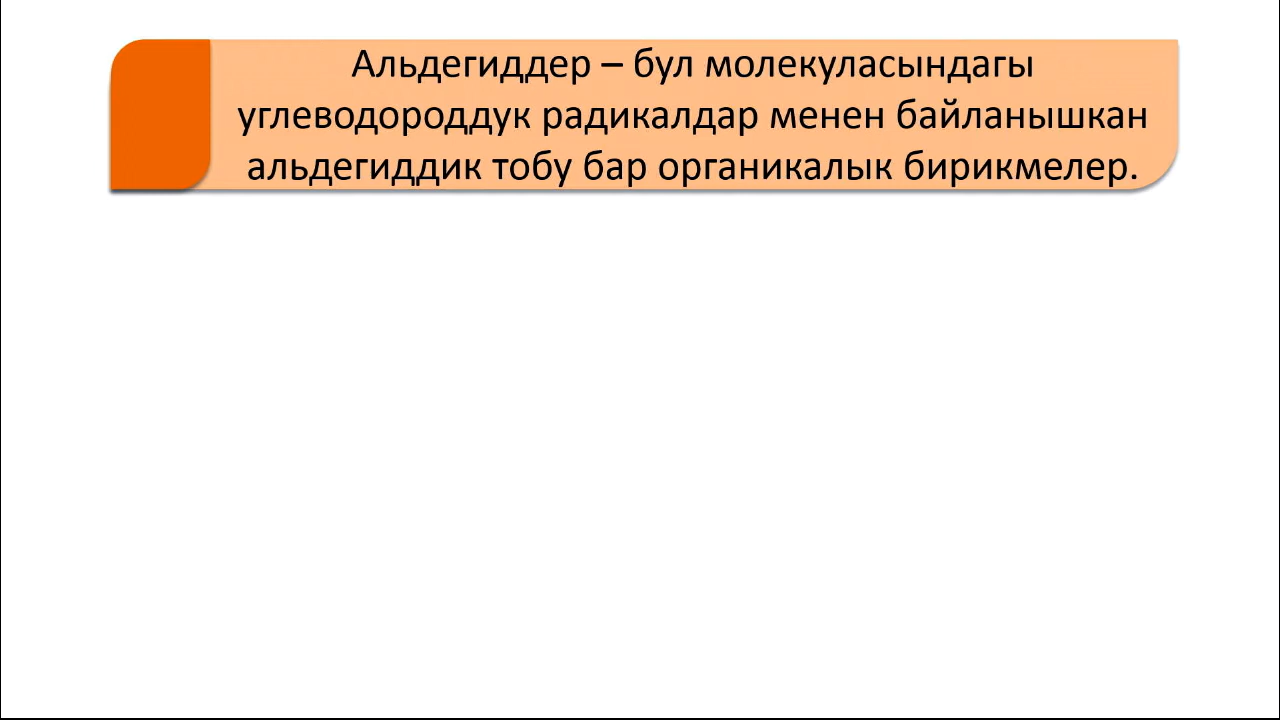 Альдегиддер – бул молекуласындагы
углеводороддук радикалдар менен байланышкан
альдегиддик тобу бар органикалык бирикмелер.